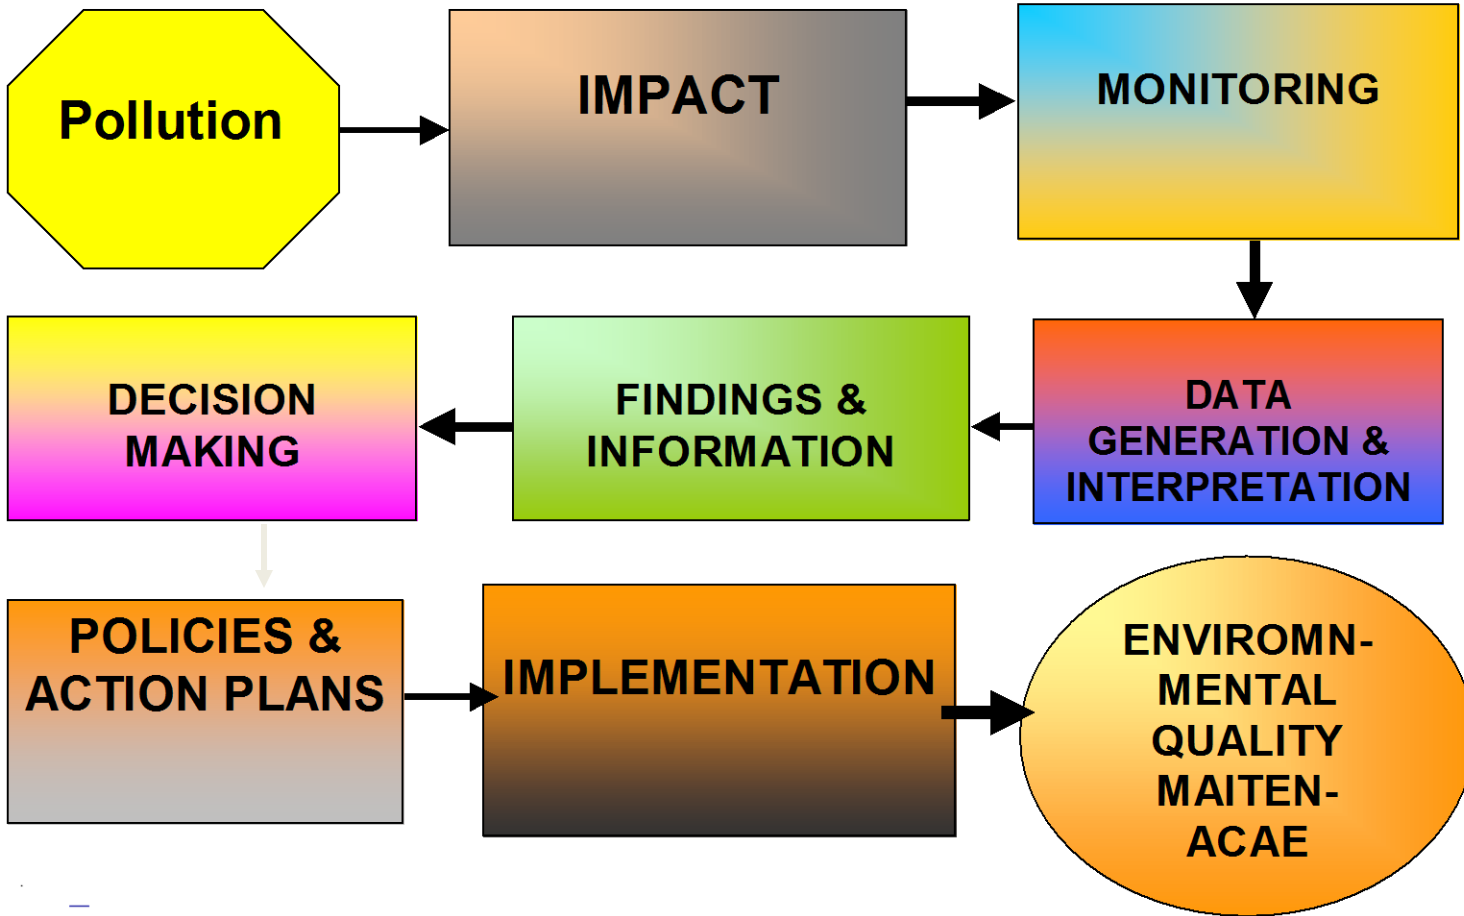 Pollution
IMPACT
MONITORING
DATA
GENERATION &
INTERPRETATION
FINDINGS &
INFORMATION
DECISION
MAKING
POLICIES &
ACTION PLANS
IMPLEMENTATION
ENVIROMN-
MENTAL
QUALITY
MAITEN-
ACAE